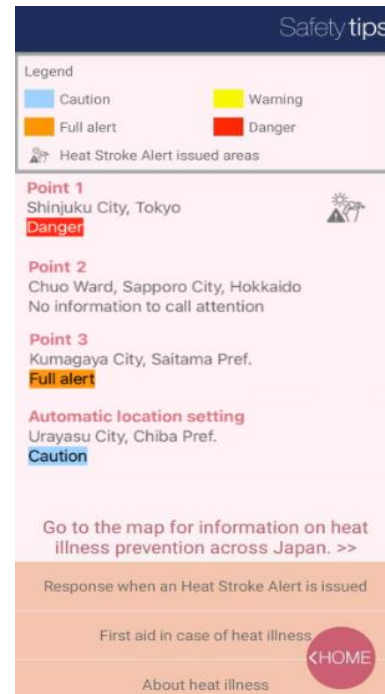 Safety tips
Legend
Caution
Warning
Full alert
Danger
Heat Stroke Alert issued areas
Point 1
Shinjuku City, Tokyo
Danger
Point 2
Chuo Ward, Sapporo City, Hokkaido
No information to call attention
Point 3
Kumagaya City, Saitama Pref.
Full alert
Automatic location setting
Urayasu City, Chiba Pref.
Caution
Go to the map for information on heat
illness prevention across Japan. >>
Response when an Heat Stroke Alert is issued
First aid in case of heat illness
<HOME
About heat illness